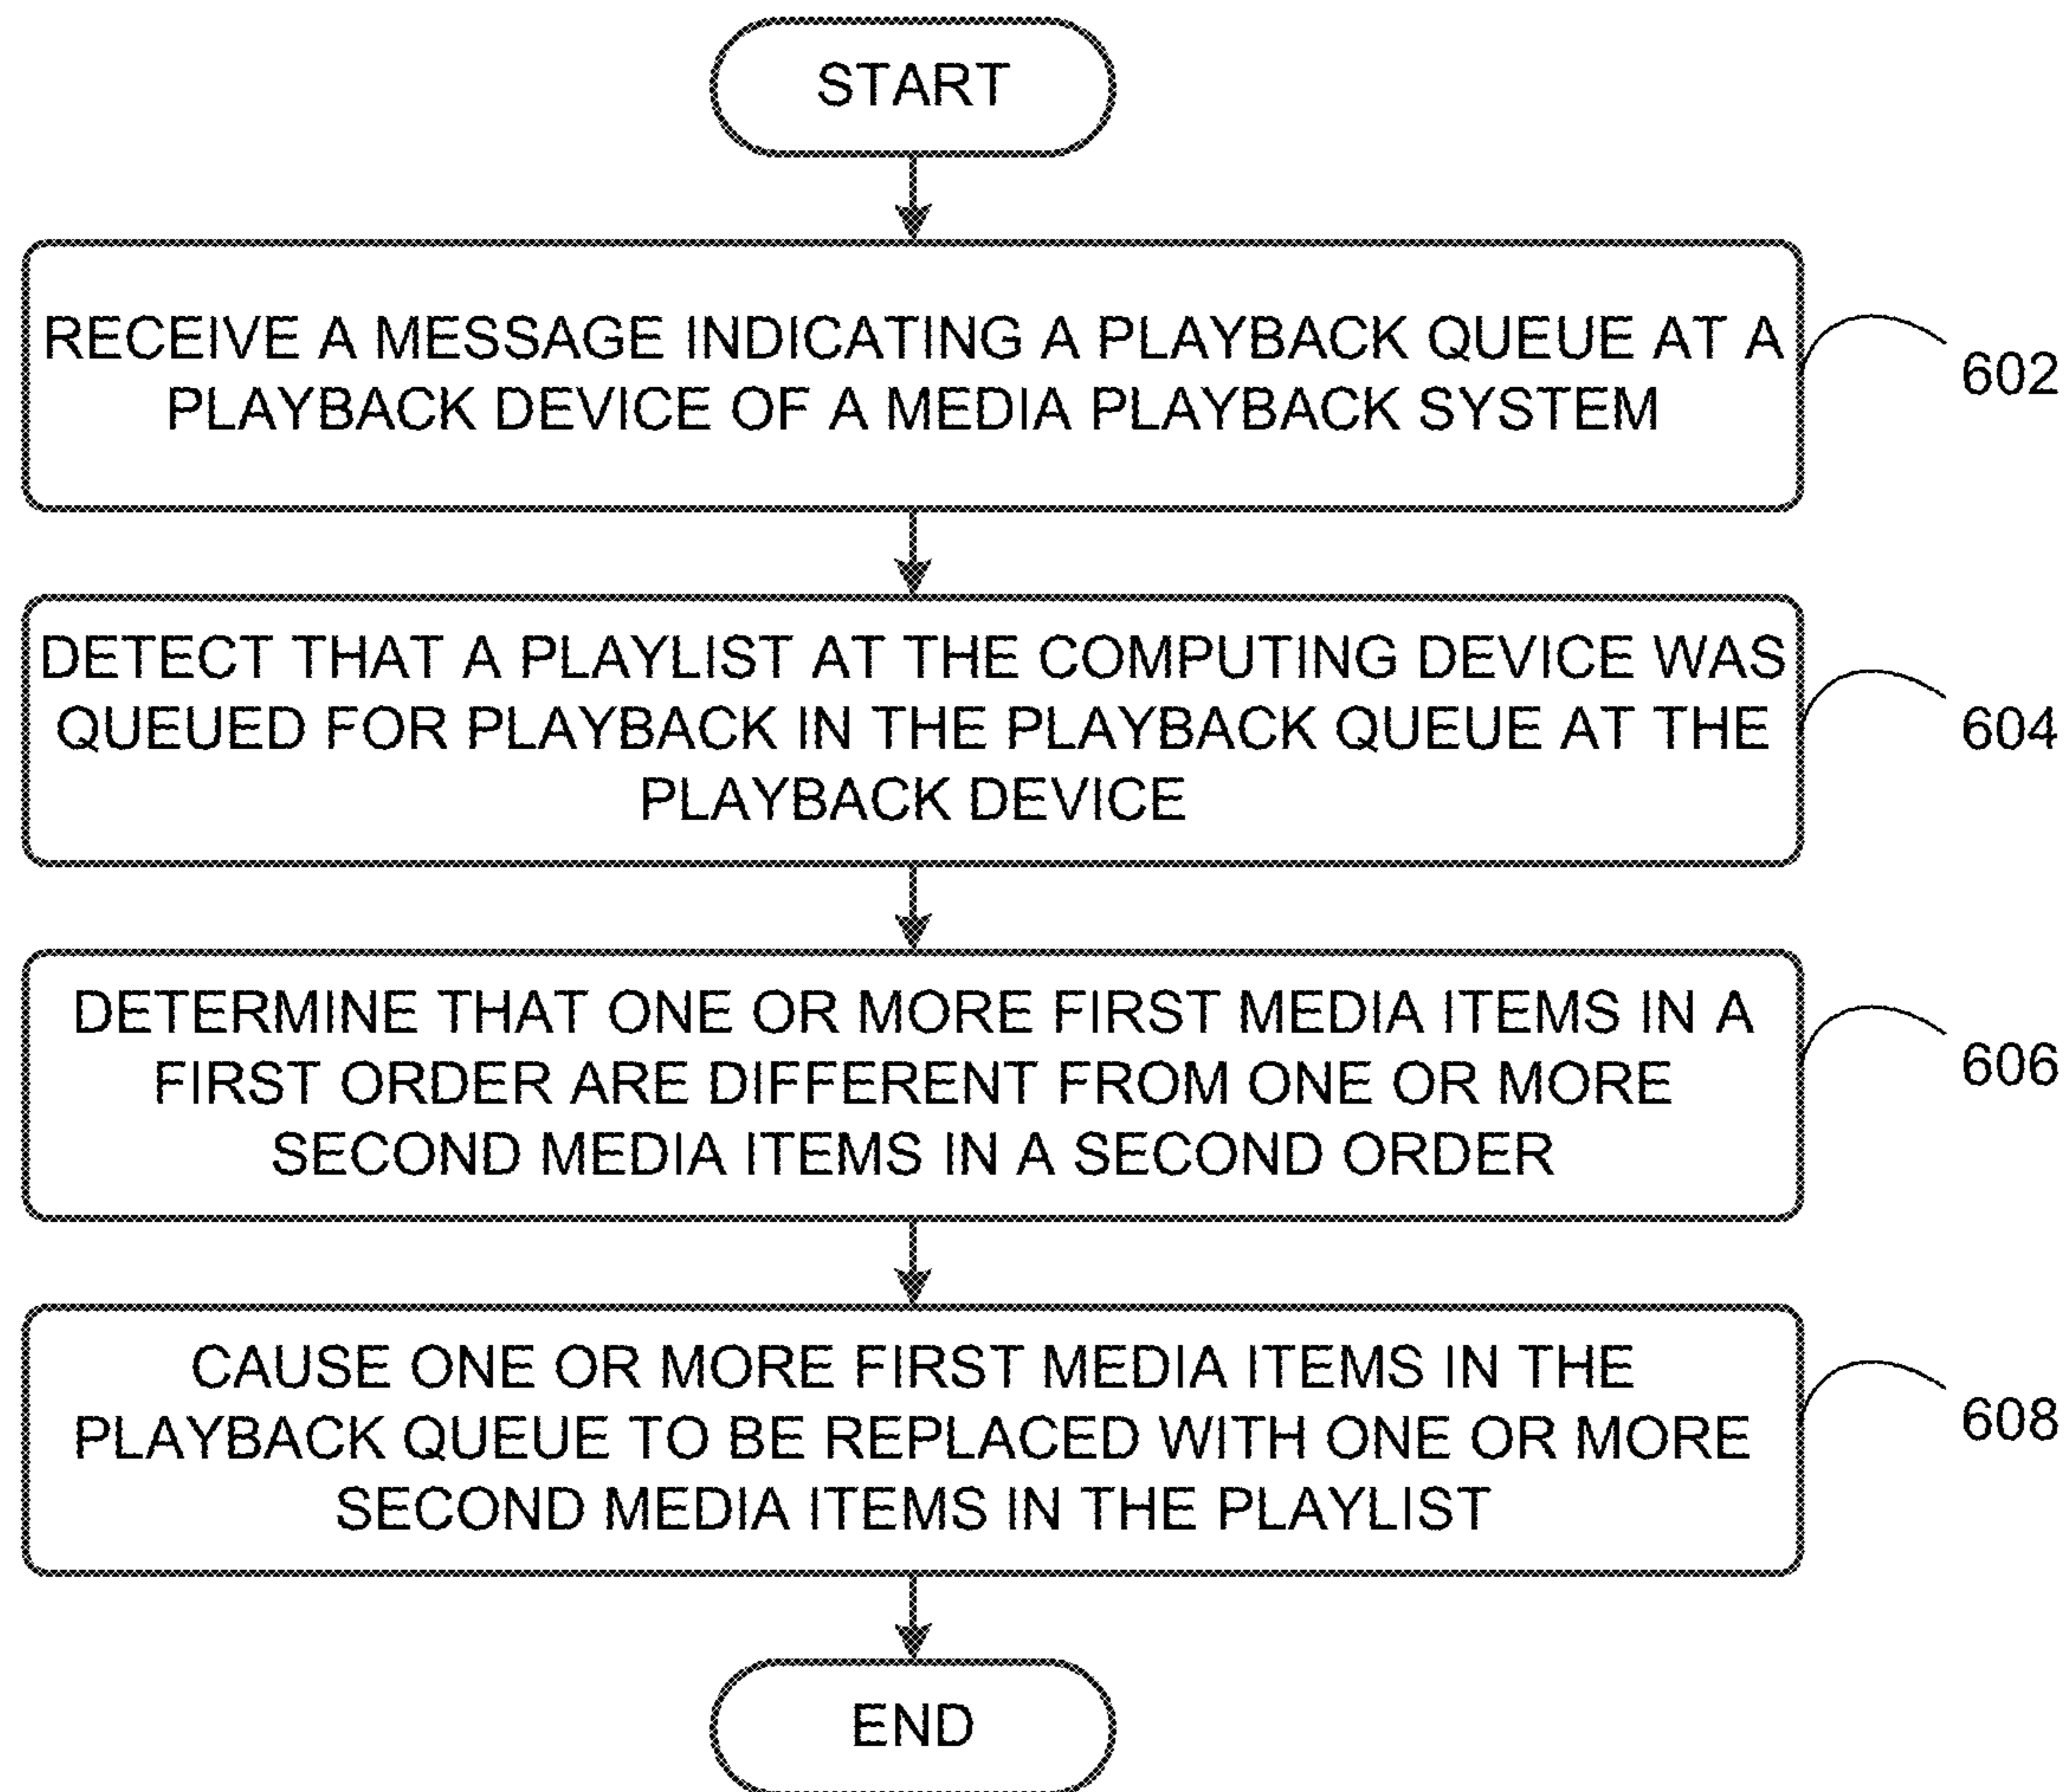 START
RECEIVE A MESSAGE INDICATING A PLAYBACK QUEUE AT A
PLAYBACK DEVICE OF A MEDIA PLAYBACK SYSTEM
602
DETECT THAT A PLAYLIST AT THE COMPUTING DEVICE WAS
QUEUED FOR PLAYBACK IN THE PLAYBACK QUEUE AT THE
PLAYBACK DEVICE
604
DETERMINE THAT ONE OR MORE FIRST MEDIA ITEMS IN A
FIRST ORDER ARE DIFFERENT FROM ONE OR MORE
SECOND MEDIA ITEMS IN A SECOND ORDER
606
CAUSE ONE OR MORE FIRST MEDIA ITEMS IN THE
PLAYBACK QUEUE TO BE REPLACED WITH ONE OR MORE
SECOND MEDIA ITEMS IN THE PLAYLIST
608
END